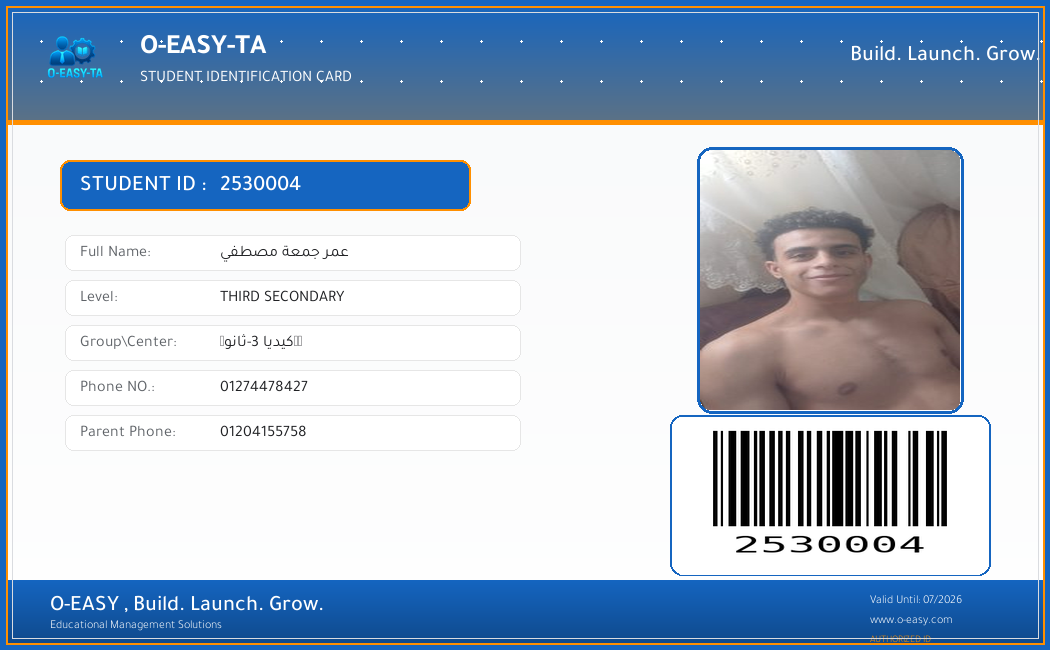 O-EASY-TA
O-EASY-TA
STUDENT IDENTIFICATION CARD
Build. Launch. Grow.
STUDENT ID : 2530004
Full Name: عمر جمعة مصطفي
Level: THIRD SECONDARY
Group\Center: كيديا 3-ثانو
Phone NO.: 01274478427
Parent Phone: 01204155758
2530004
O-EASY , Build. Launch. Grow.
Educational Management Solutions
Valid Until: 07/2026
www.o-easy.com
AUTHORIZED ID